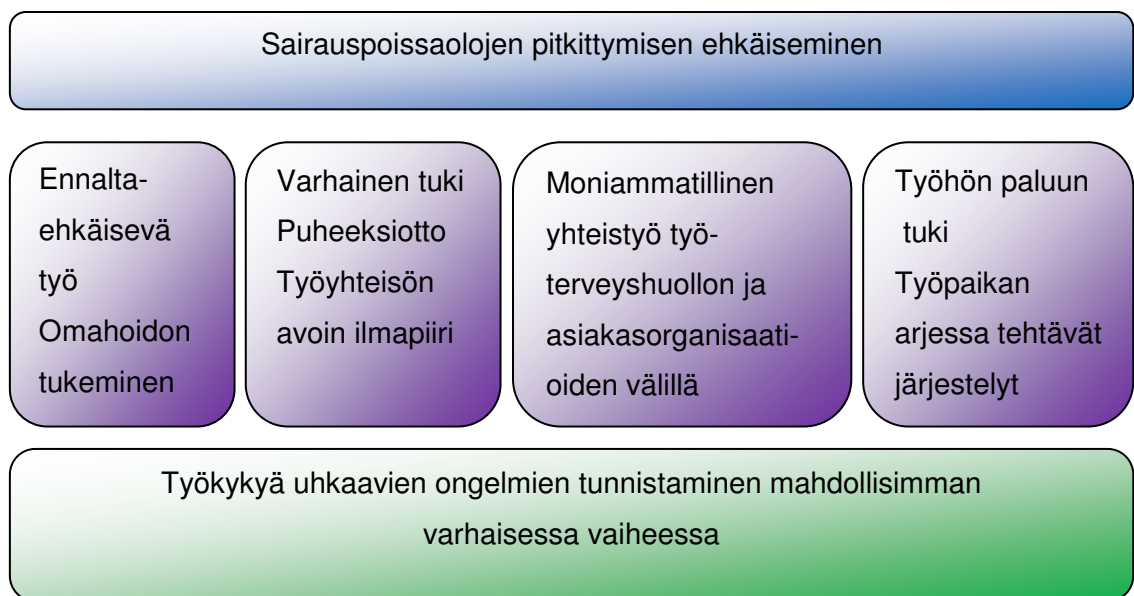 Sairauspoissaolojen pitkittymisen ehkäiseminen
Ennalta-
ehkäisevä
työ
Omahoidon
tukeminen
Varhainen tuki
Puheeksiotto
Työyhteisön
avoin ilmapiiri
Moniammatillinen
yhteistyö työ-
terveyshuollon ja
asiakasorganisaati-
oiden välillä
Työhön paluun
tuki
Työpaikan
arjessa tehtävät
järjestelyt
Työkykyä uhkaavien ongelmien tunnistaminen mahdollisimman
varhaisessa vaiheessa